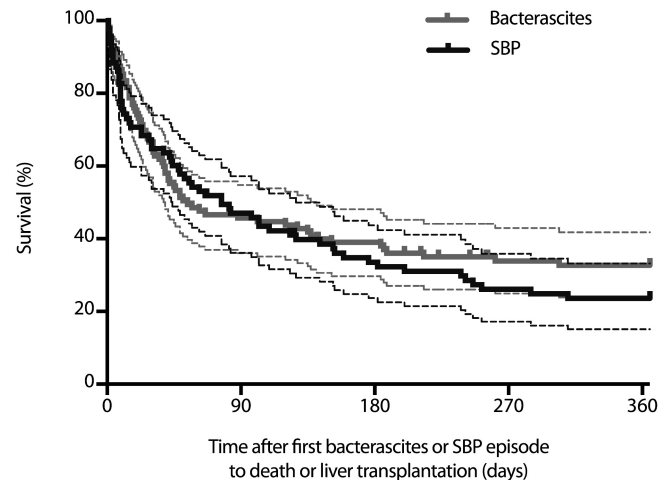 Bacterascites
SBP
100
80
60
40
20
0
Survival (%)
0 90 180 270 360
Time after first bacterascites or SBP episode
to death or liver transplantation (days)